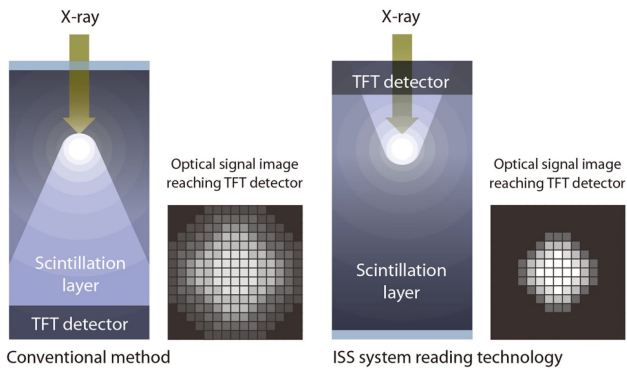 X-ray
Optical signal image
reaching TFT detector
Scintillation
layer
TFT detector
Conventional method
X-ray
TFT detector
Optical signal image
reaching TFT detector
Scintillation
layer
ISS system reading technology